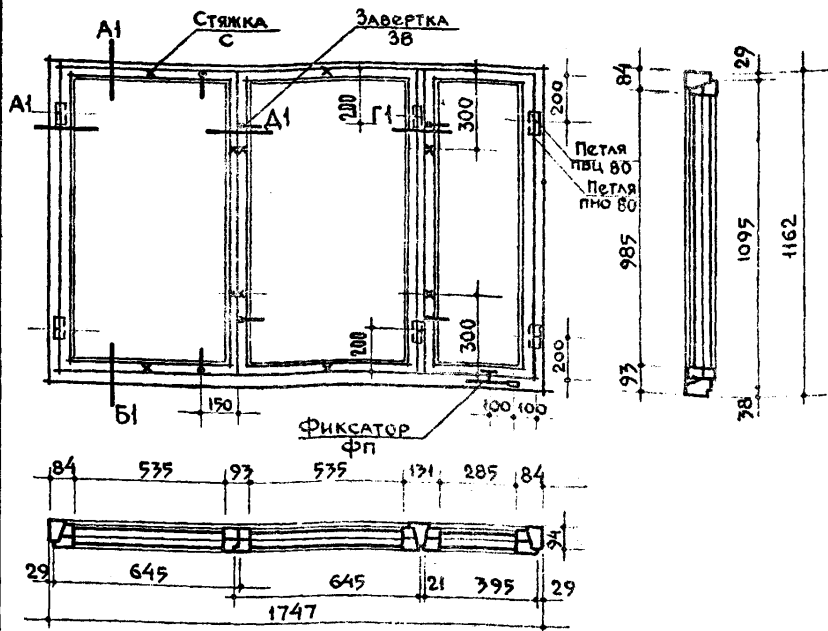 А1
Стяжка
С
Завертка
ЗВ
А1
Д1
Г1
200
300
200
Петля
ПВЦ 80
Петля
ПНО 80
84
29
985
1095
1162
93
38
200
300
200
Б1
150
100
100
Фиксатор
ФП
84
535
93
535
131
285
84
94
29
645
645
21
395
29
1747